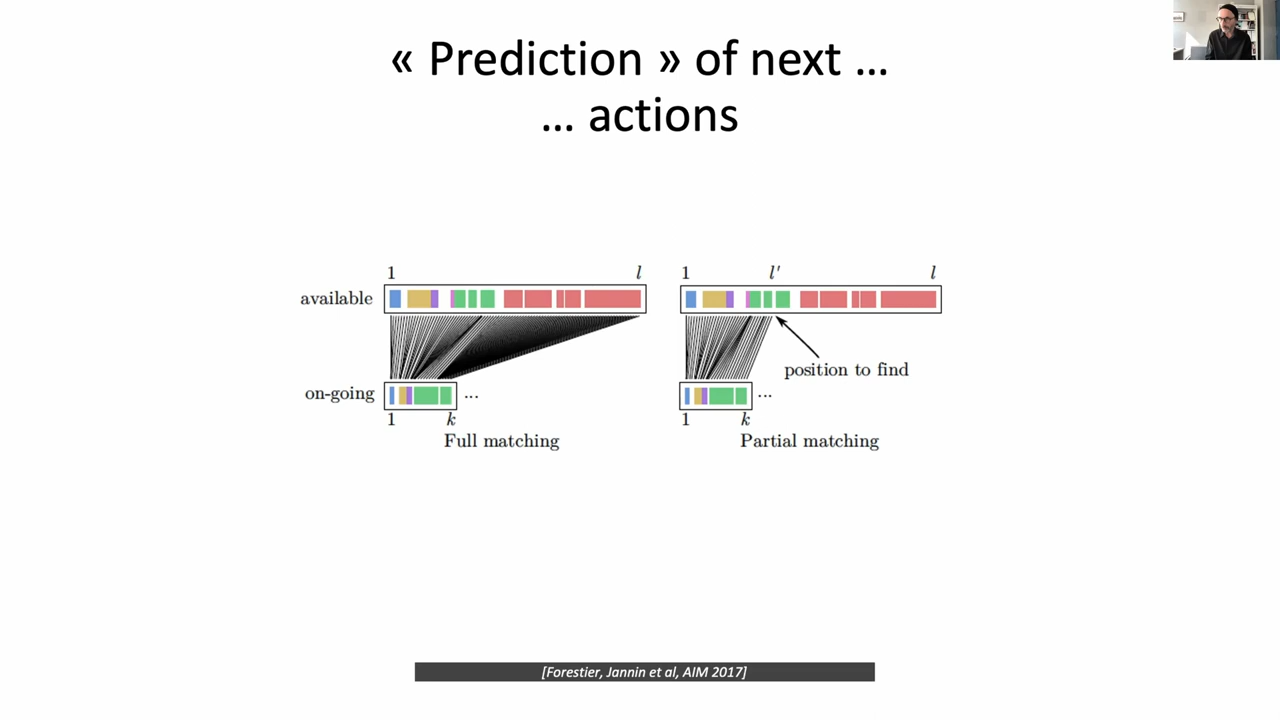 « Prediction » of next ...
... actions
1 l
available
on-going
1 k
...
Full matching
1 l' l
position to find
...
1 k
Partial matching
[Forestier, Jannin et al, AIM 2017]